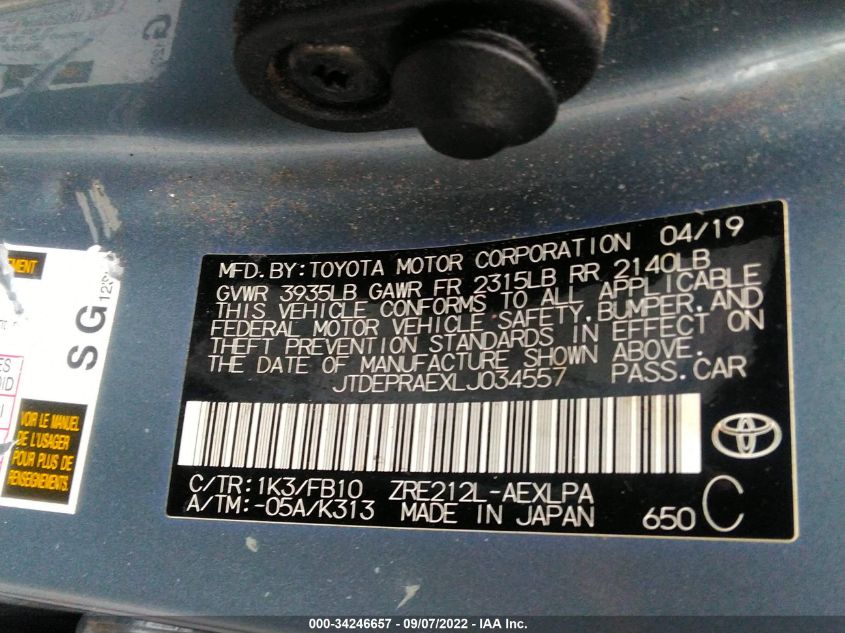 MFD. BY: TOYOTA MOTOR CORPORATION 04/19
GVWR 3935LB GAWR FR 2315LB RR 2140LB
THIS VEHICLE CONFORMS TO ALL APPLICABLE
FEDERAL MOTOR VEHICLE SAFETY, BUMPER, AND
THEFT PREVENTION STANDARDS IN EFFECT ON
THE DATE OF MANUFACTURE SHOWN ABOVE.
JTDEPRAEXLJ034557 PASS. CAR
C/TR: 1K3/FB10 ZRE212L-AEXLPA
A/TM: -05A/K313 MADE IN JAPAN 650 C
SG
VOIR LE MANUEL
DE L'USAGER
POUR PLUS DE
000-34246657 - 09/07/2022 - IAA Inc.